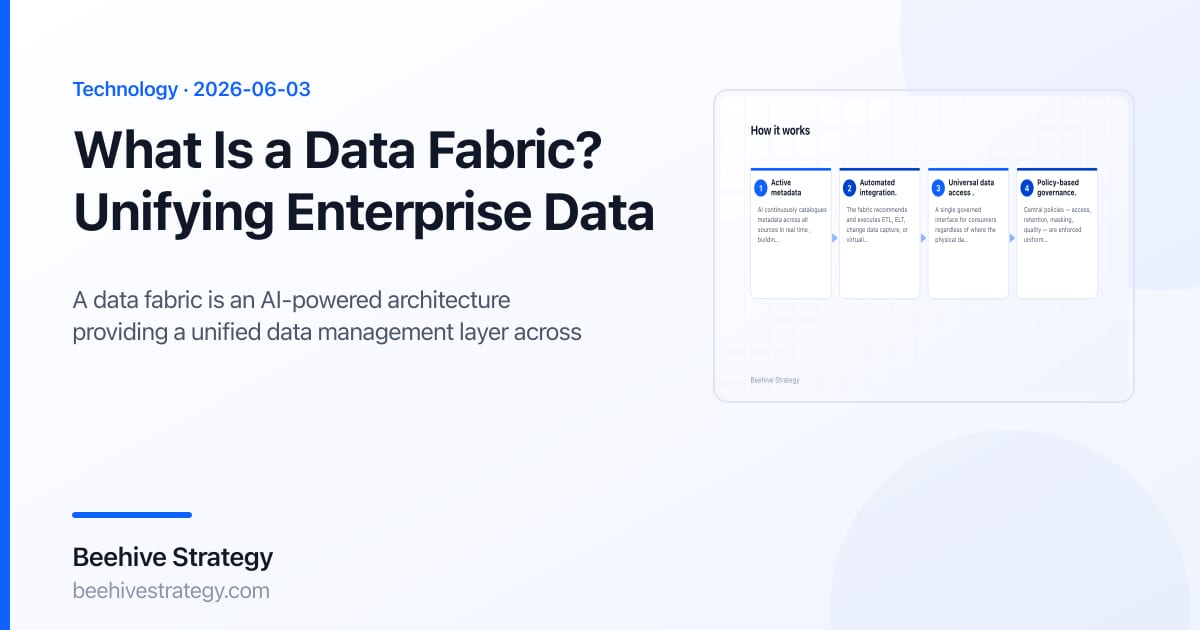 Technology · 2026-06-03
What Is a Data Fabric?
Unifying Enterprise Data
A data fabric is an AI-powered architecture
providing a unified data management layer across
Beehive Strategy
beehivestrategy.com
How it works
1
Active
metadata
AI continuously catalogues
metadata across all
sources in real time ,
buildin...
2
Automated
integration.
The fabric recommends
and executes ETL, ELT,
change data capture, or
virtuali...
3
Universal data
access .
A single governed
interface for consumers
regardless of where the
physical da...
4
Policy-based
governance.
Central policies — access,
retention, masking,
quality — are enforced
uniform...
Beehive Strategy